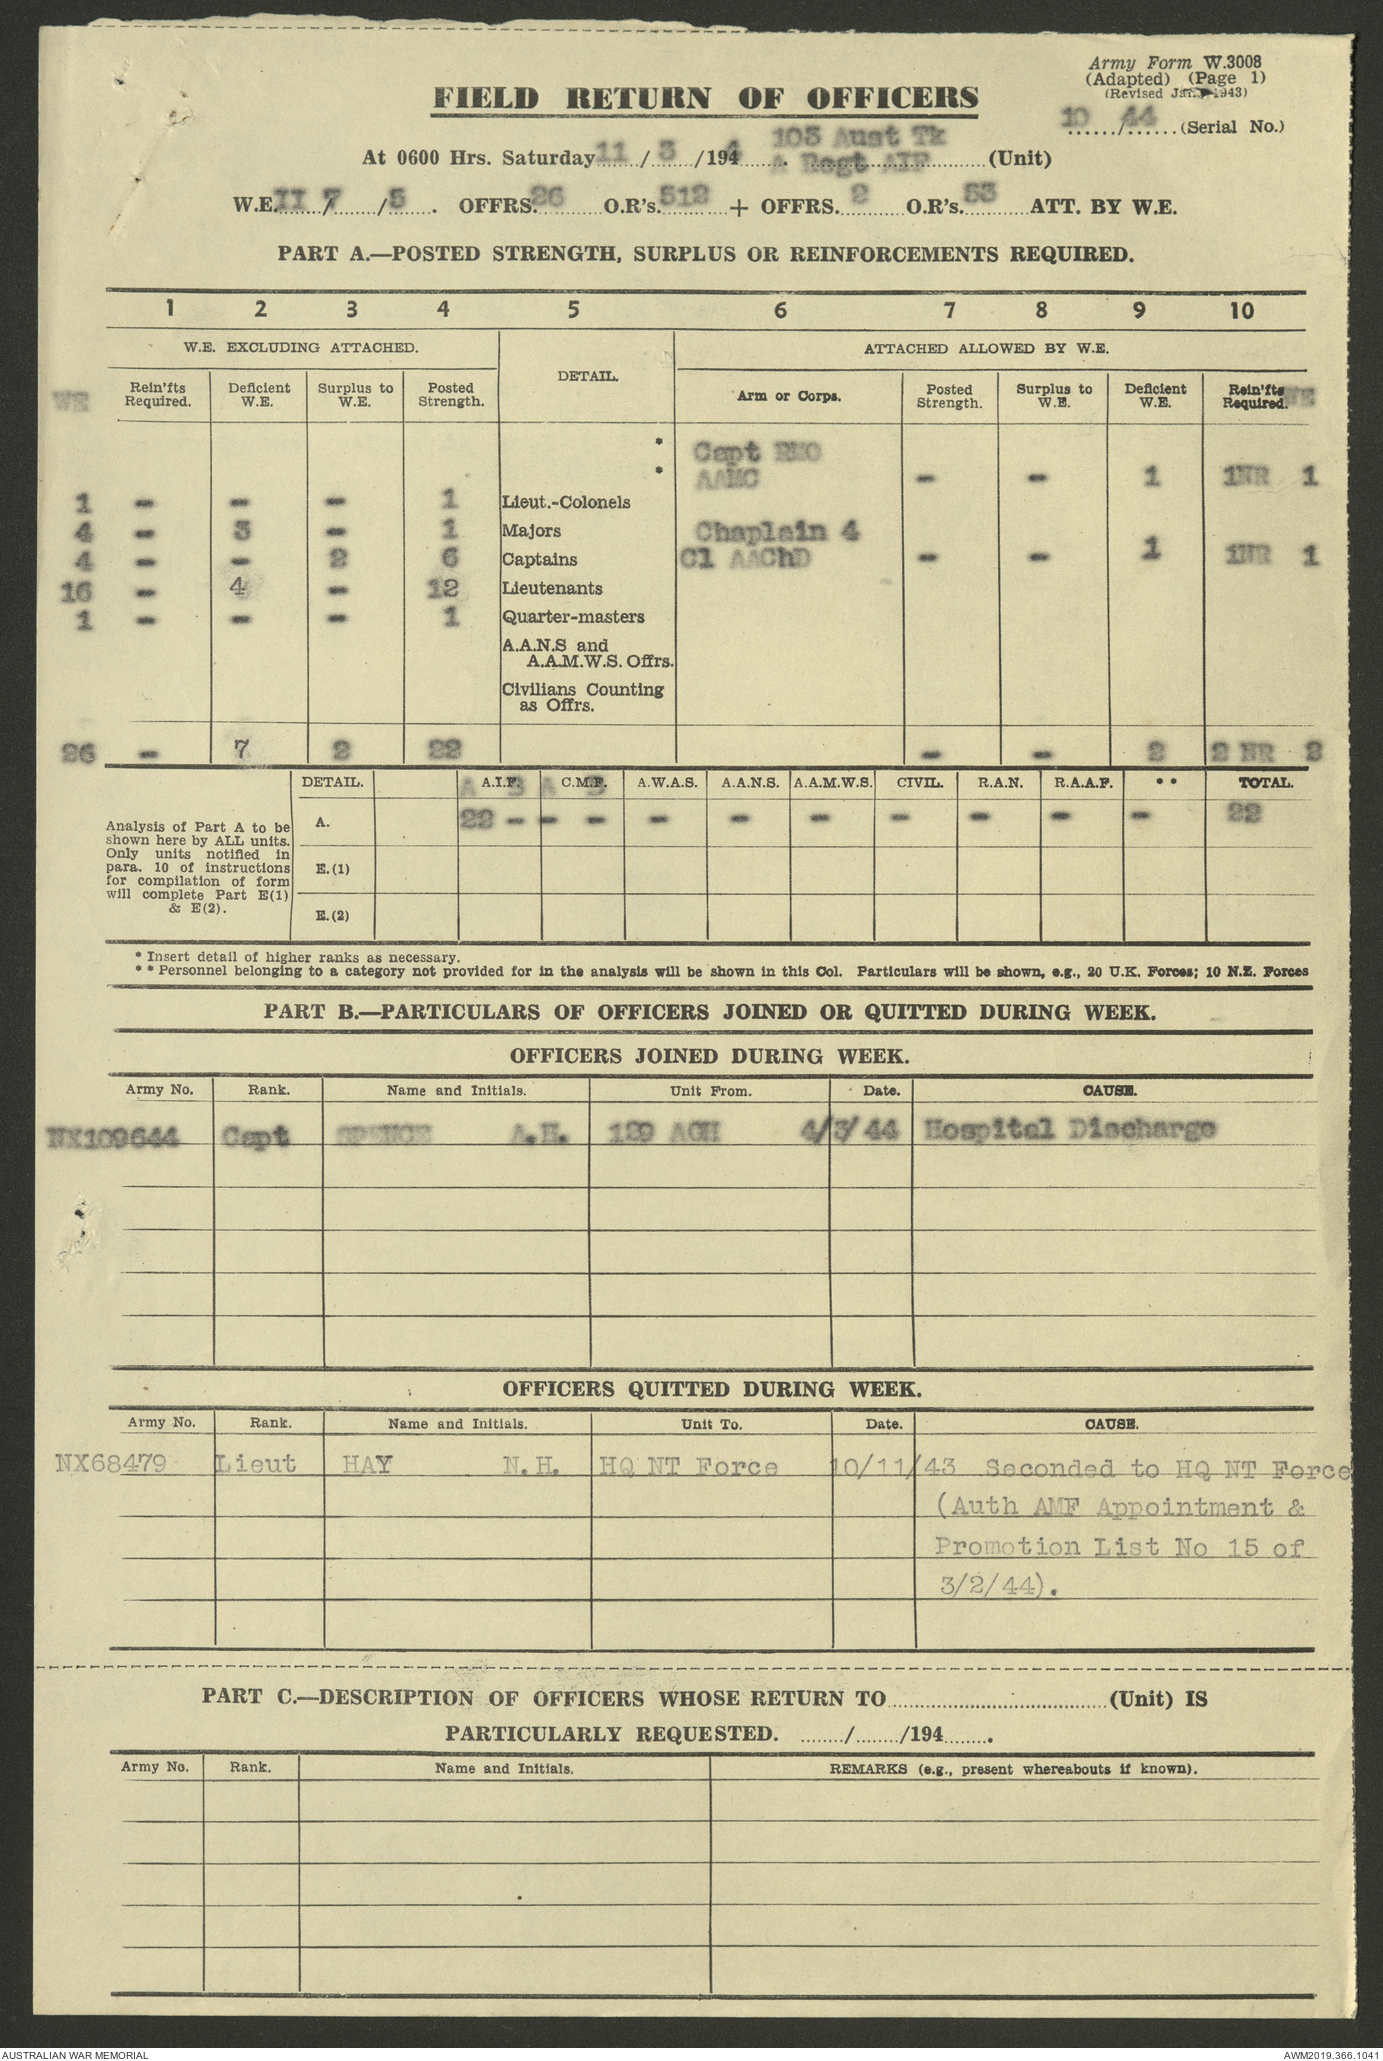 Army Form W.3008
(Adapted) (Page 1)
(Revised Jan. 1943)
FIELD RETURN OF OFFICERS
10 / 44 (Serial No.)
103 Aust Tk
At 0600 Hrs. Saturday 11 / 3 / 194 4. A Regt AIF (Unit)
W.E. II 7 / 5. OFFRS. 26 O.R's. 512 + OFFRS. 2 O.R's. 53 ATT. BY W.E.
PART A.—POSTED STRENGTH, SURPLUS OR REINFORCEMENTS REQUIRED.
1 2 3 4 5 6 7 8 9 10
W.E. EXCLUDING ATTACHED. DETAIL. ATTACHED ALLOWED BY W.E.
WE Rein'fts Required. Deficient W.E. Surplus to W.E. Posted Strength. Arm or Corps. Posted Strength. Surplus to W.E. Deficient W.E. Rein'fts Required. WE
* Capt RMO
* AAMC - - 1 1NR 1
1 - - - 1 Lieut.-Colonels
4 - 3 - 1 Majors Chaplain 4
4 - - 2 6 Captains Cl AAChD - - 1 1NR 1
16 - 4 - 12 Lieutenants
1 - - - 1 Quarter-masters
A.A.N.S and
A.A.M.W.S. Offrs.
Civilians Counting
as Offrs.
26 - 7 2 22 - - 2 2 NR 2
DETAIL. A A.I.F. B A C.M.F. B A.W.A.S. A.A.N.S. A.A.M.W.S. CIVIL. R.A.N. R.A.A.F. * * TOTAL.
A. 22 - - - - - - - - - - 22
Analysis of Part A to be
shown here by ALL units.
Only units notified in
para. 10 of instructions
for compilation of form
will complete Part E(1)
& E(2).
E.(1)
E.(2)
* Insert detail of higher ranks as necessary.
* * Personnel belonging to a category not provided for in the analysis will be shown in this Col. Particulars will be shown, e.g., 20 U.K. Forces; 10 N.Z. Forces
PART B.—PARTICULARS OF OFFICERS JOINED OR QUITTED DURING WEEK.
OFFICERS JOINED DURING WEEK.
Army No. Rank. Name and Initials. Unit From. Date. CAUSE.
NX109644 Capt SPENCE A.H. 129 AGH 4/3/44 Hospital Discharge
OFFICERS QUITTED DURING WEEK.
Army No. Rank. Name and Initials. Unit To. Date. CAUSE.
NX68479 Lieut HAY N.H. HQ NT Force 10/11/43 Seconded to HQ NT Force
(Auth AMF Appointment &
Promotion List No 15 of
3/2/44).
PART C.—DESCRIPTION OF OFFICERS WHOSE RETURN TO (Unit) IS
PARTICULARLY REQUESTED. / /194 .
Army No. Rank. Name and Initials. REMARKS (e.g., present whereabouts if known).
AUSTRALIAN WAR MEMORIAL AWM2019.366.1041